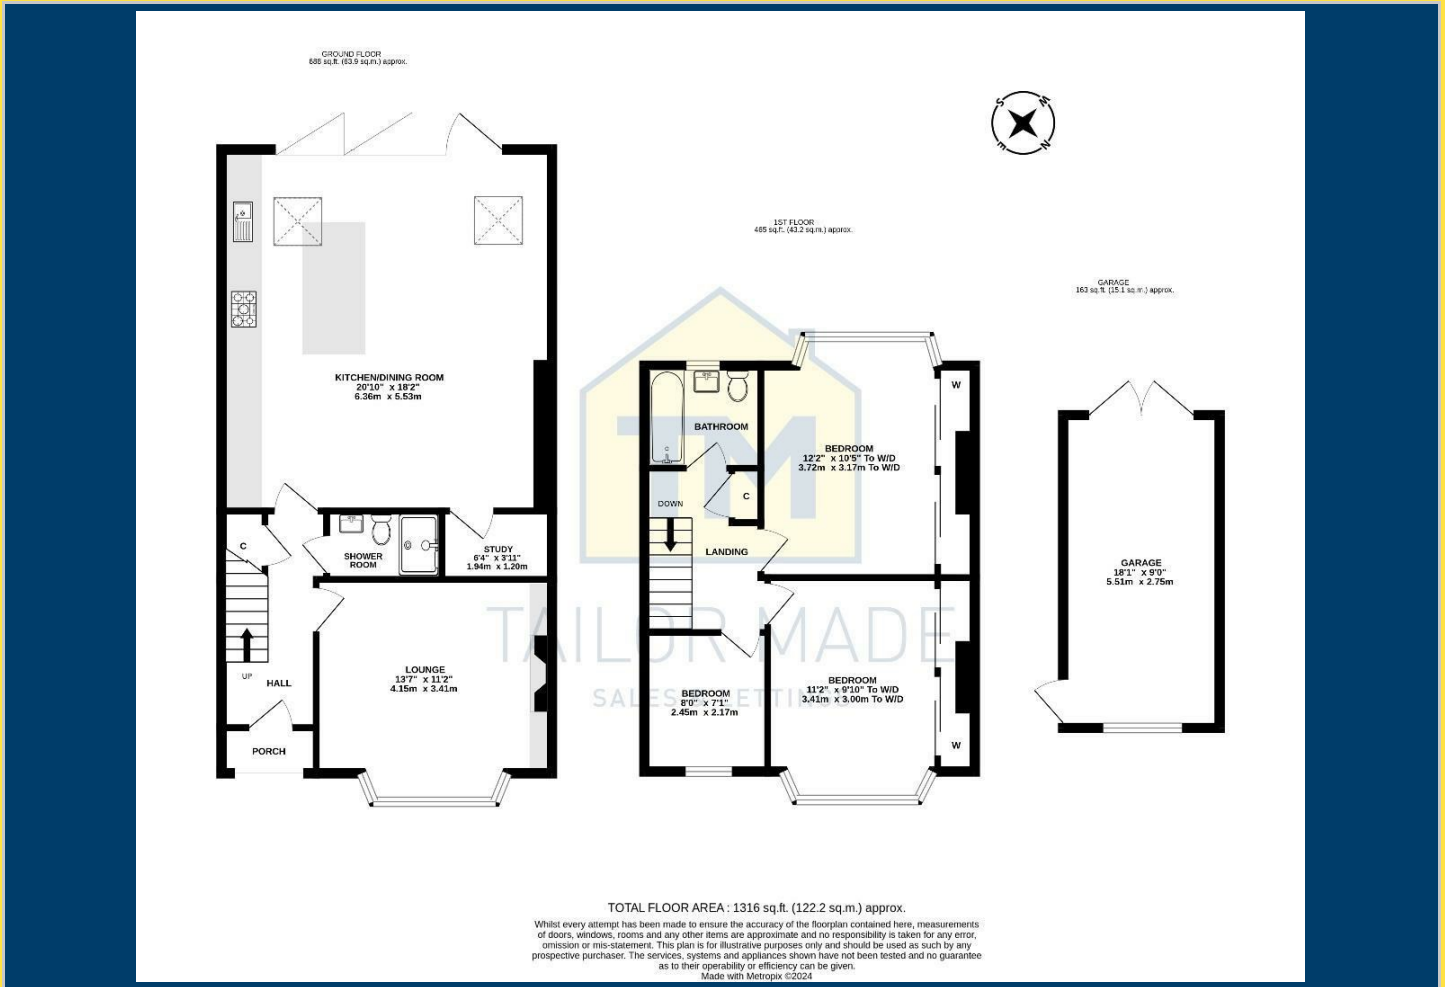 GROUND FLOOR
688 sq.ft. (63.9 sq.m.) approx.
S
W
E
N
1ST FLOOR
465 sq.ft. (43.2 sq.m.) approx.
GARAGE
163 sq.ft. (15.1 sq.m.) approx.
KITCHEN/DINING ROOM
20'10" x 18'2"
6.36m x 5.53m
C
SHOWER
ROOM
STUDY
6'4" x 3'11"
1.94m x 1.20m
LOUNGE
13'7" x 11'2"
4.15m x 3.41m
UP
HALL
PORCH
BATHROOM
BEDROOM
12'2" x 10'5" To W/D
3.72m x 3.17m To W/D
W
DOWN
C
LANDING
BEDROOM
8'0" x 7'1"
2.45m x 2.17m
BEDROOM
11'2" x 9'10" To W/D
3.41m x 3.00m To W/D
W
GARAGE
18'1" x 9'0"
5.51m x 2.75m
TM
TAILOR MADE
SALES & LETTINGS
TOTAL FLOOR AREA : 1316 sq.ft. (122.2 sq.m.) approx.
Whilst every attempt has been made to ensure the accuracy of the floorplan contained here, measurements
of doors, windows, rooms and any other items are approximate and no responsibility is taken for any error,
omission or mis-statement. This plan is for illustrative purposes only and should be used as such by any
prospective purchaser. The services, systems and appliances shown have not been tested and no guarantee
as to their operability or efficiency can be given.
Made with Metropix ©2024